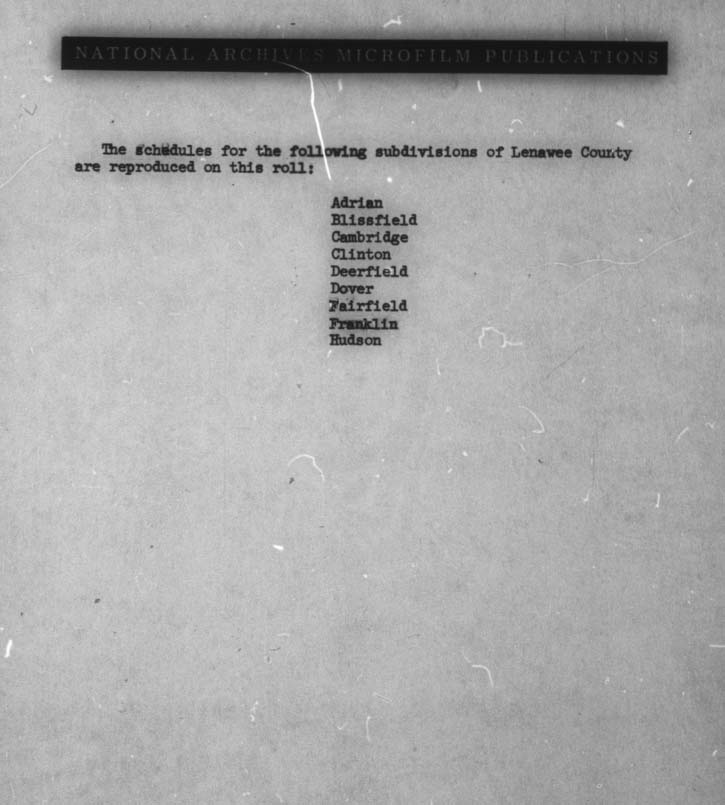 NATIONAL ARCHIVES MICROFILM PUBLICATIONS
The schedules for the following subdivisions of Lenawee County
are reproduced on this roll:
Adrian
Blissfield
Cambridge
Clinton
Deerfield
Dover
Fairfield
Franklin
Hudson